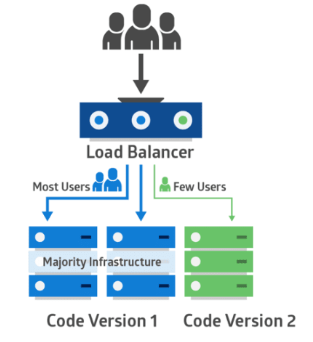 Load Balancer
Most Users
Few Users
Majority Infrastructure
Code Version 1
Code Version 2